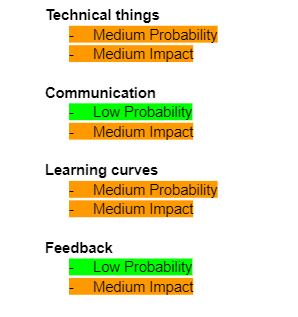 Technical things
- Medium Probability
- Medium Impact
Communication
- Low Probability
- Medium Impact
Learning curves
- Medium Probability
- Medium Impact
Feedback
- Low Probability
- Medium Impact